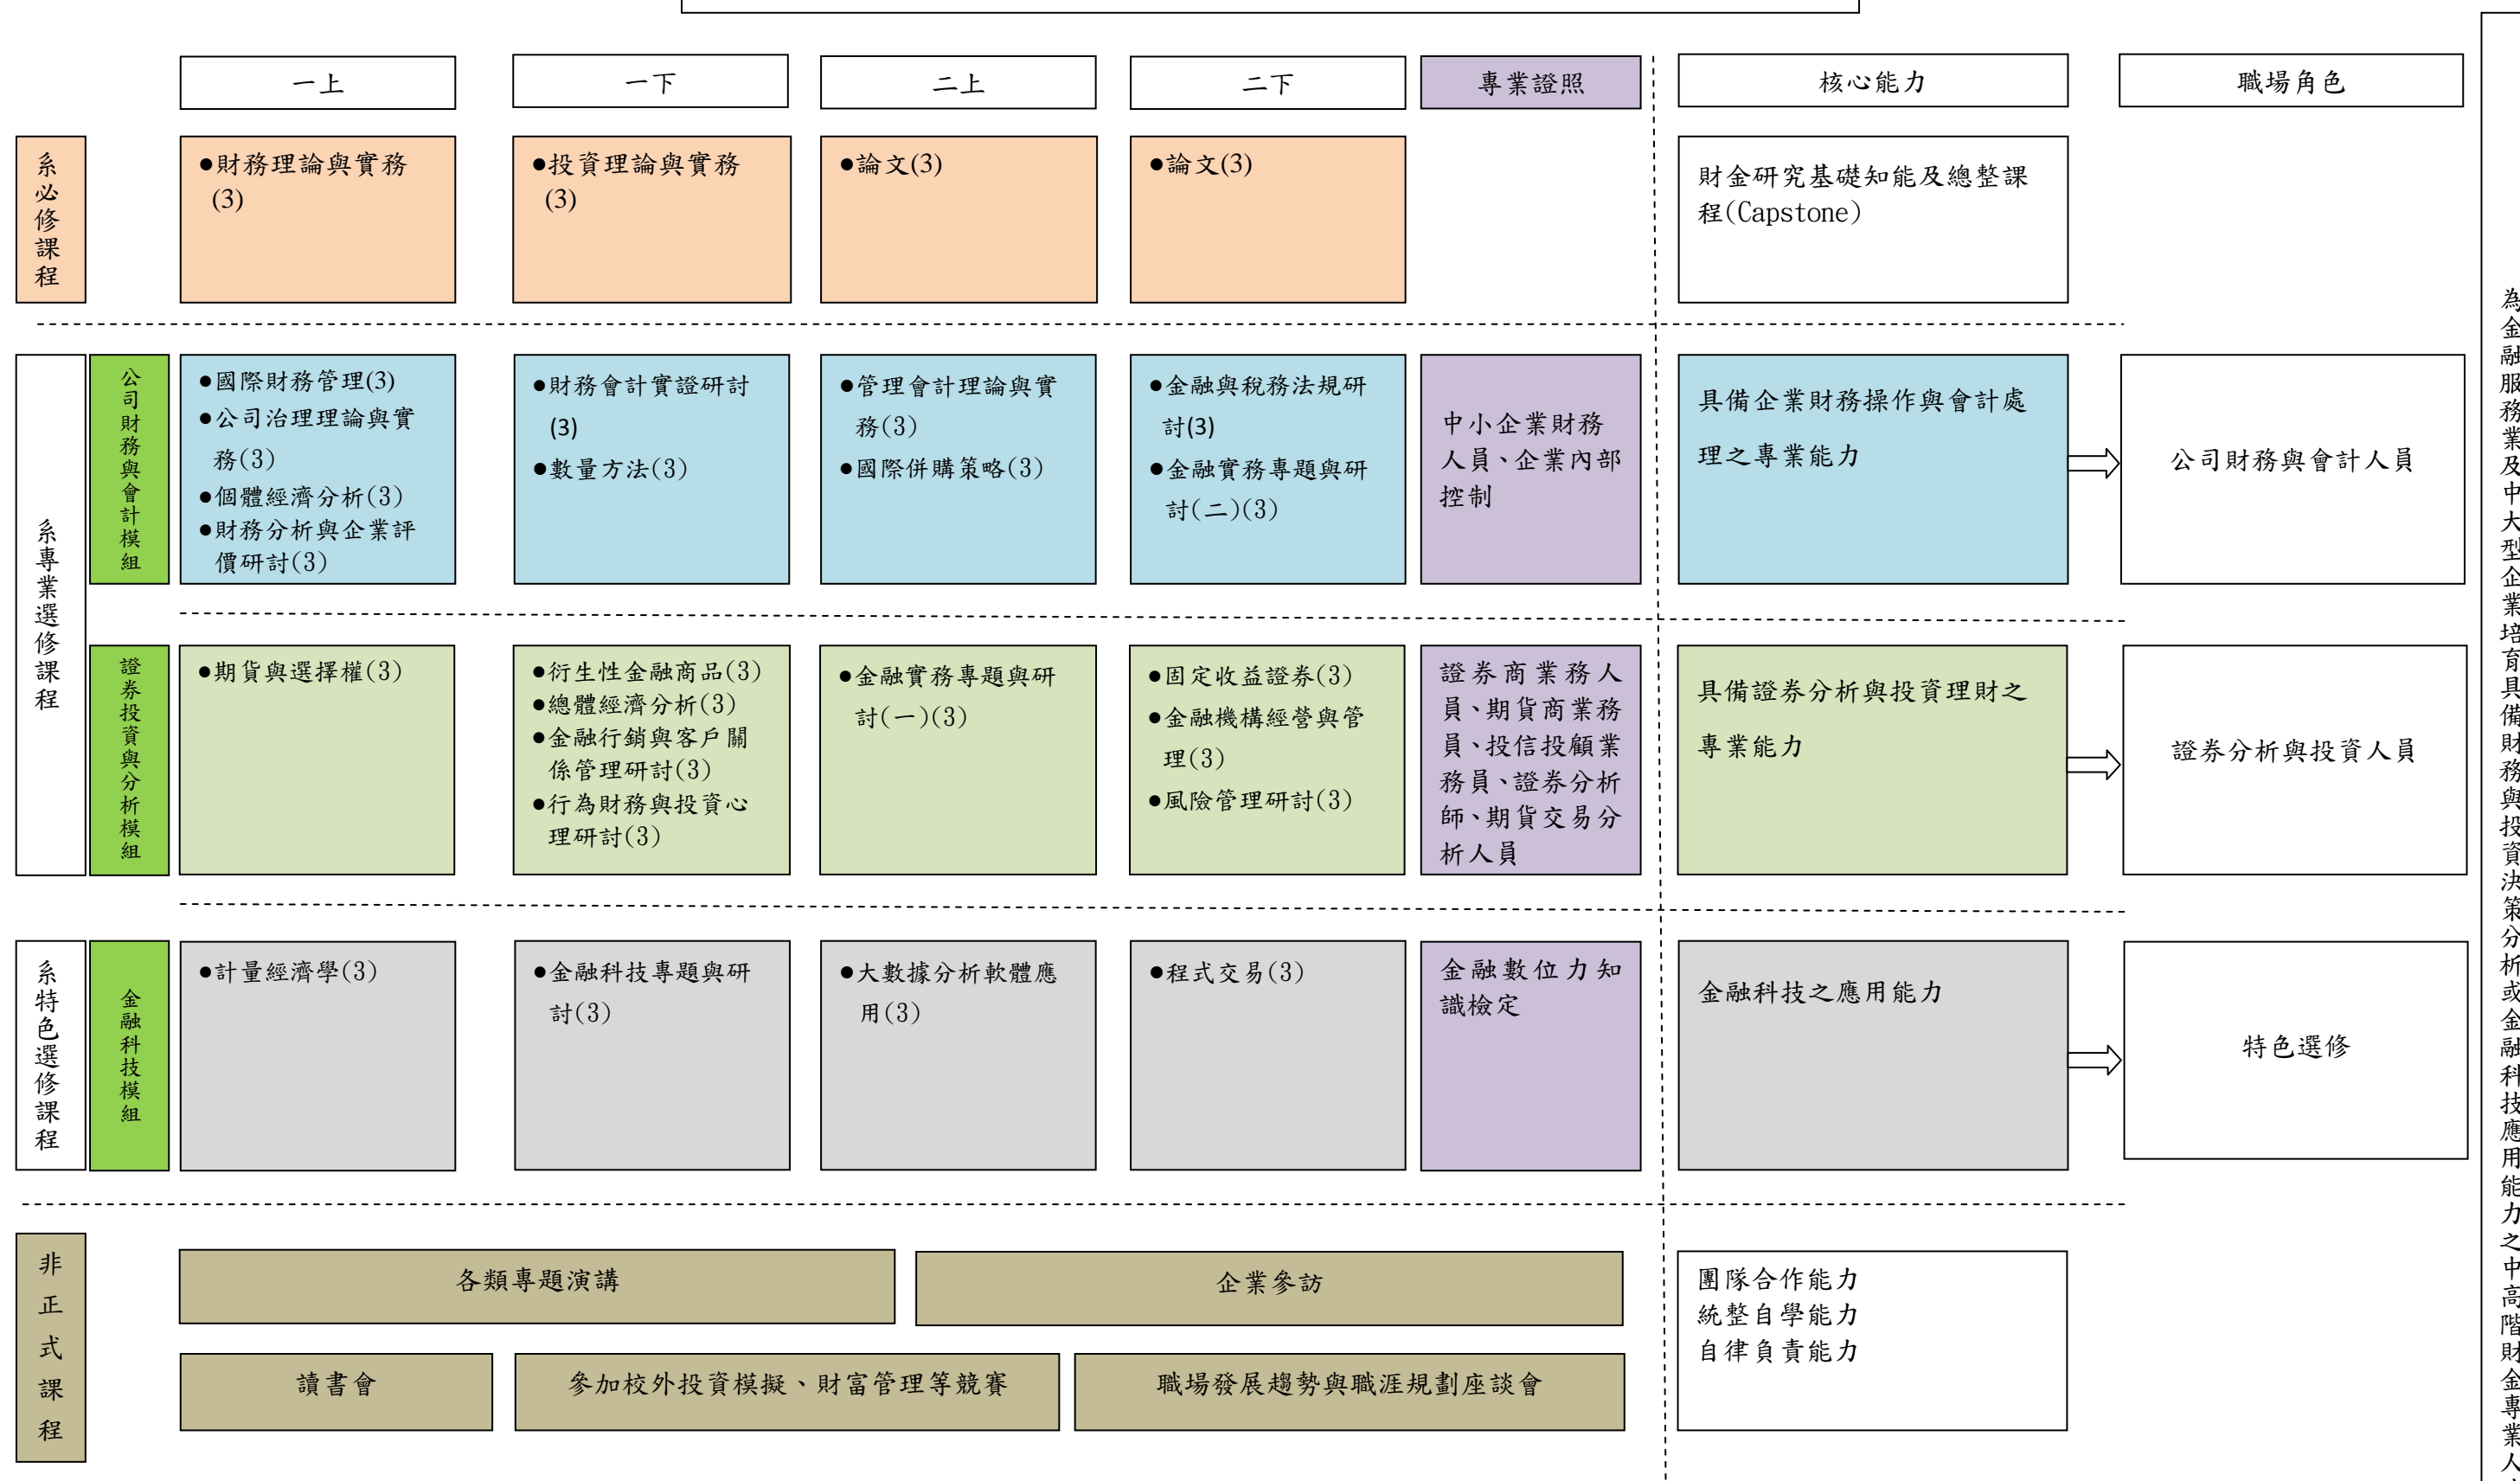 一上
一下
二上
二下
專業證照
核心能力
職場角色
系必修課程
●財務理論與實務
(3)
●投資理論與實務
(3)
●論文(3)
●論文(3)
財金研究基礎知能及總整課
程(Capstone)
系專業選修課程
公司財務與會計模組
●國際財務管理(3)
●公司治理理論與實
務(3)
●個體經濟分析(3)
●財務分析與企業評
價研討(3)
●財務會計實證研討
(3)
●數量方法(3)
●管理會計理論與實
務(3)
●國際併購策略(3)
●金融與稅務法規研
討(3)
●金融實務專題與研
討(二)(3)
中小企業財務
人員、企業內部
控制
具備企業財務操作與會計處
理之專業能力
公司財務與會計人員
證券投資與分析模組
●期貨與選擇權(3)
●衍生性金融商品(3)
●總體經濟分析(3)
●金融行銷與客戶關
係管理研討(3)
●行為財務與投資心
理研討(3)
●金融實務專題與研
討(一)(3)
●固定收益證券(3)
●金融機構經營與管
理(3)
●風險管理研討(3)
證券商業務人
員、期貨商業務
員、投信投顧業
務員、證券分析
師、期貨交易分
析人員
具備證券分析與投資理財之
專業能力
證券分析與投資人員
系特色選修課程
金融科技模組
●計量經濟學(3)
●金融科技專題與研
討(3)
●大數據分析軟體應
用(3)
●程式交易(3)
金融數位力知
識檢定
金融科技之應用能力
特色選修
非正式課程
各類專題演講
企業參訪
讀書會
參加校外投資模擬、財富管理等競賽
職場發展趨勢與職涯規劃座談會
團隊合作能力
統整自學能力
自律負責能力
為金融服務業及中大型企業培育具備財務與投資決策分析或金融科技應用能力之中高階財金專業人